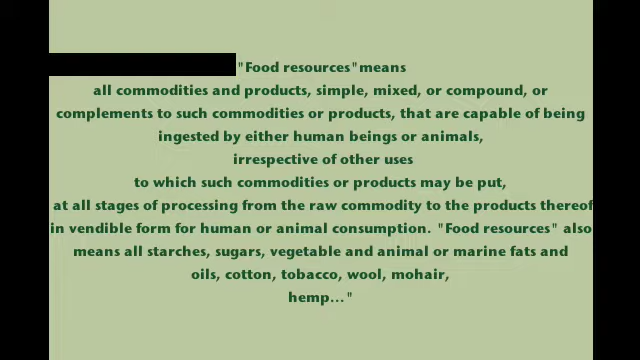 "Food resources"means
all commodities and products, simple, mixed, or compound, or
complements to such commodities or products, that are capable of being
ingested by either human beings or animals,
irrespective of other uses
to which such commodities or products may be put,
at all stages of processing from the raw commodity to the products thereof
in vendible form for human or animal consumption. "Food resources" also
means all starches, sugars, vegetable and animal or marine fats and
oils, cotton, tobacco, wool, mohair,
hemp..."